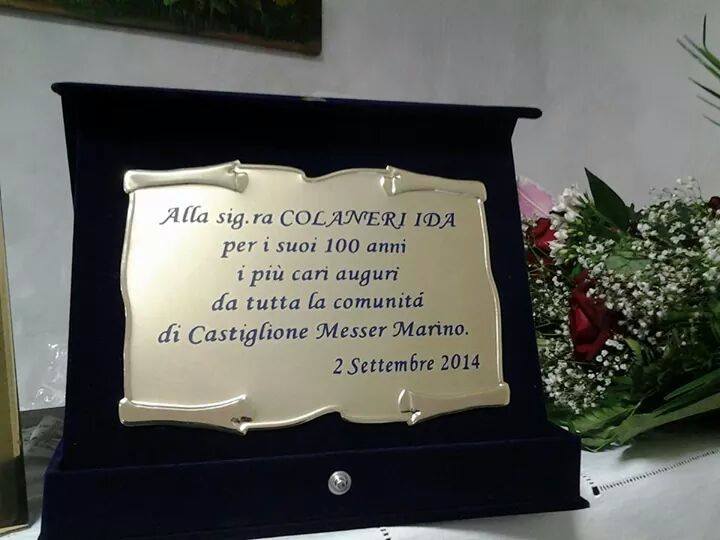 Alla sig.ra COLANERI IDA
per i suoi 100 anni
i più cari auguri
da tutta la comunitá
di Castiglione Messer Marino.
2 Settembre 2014